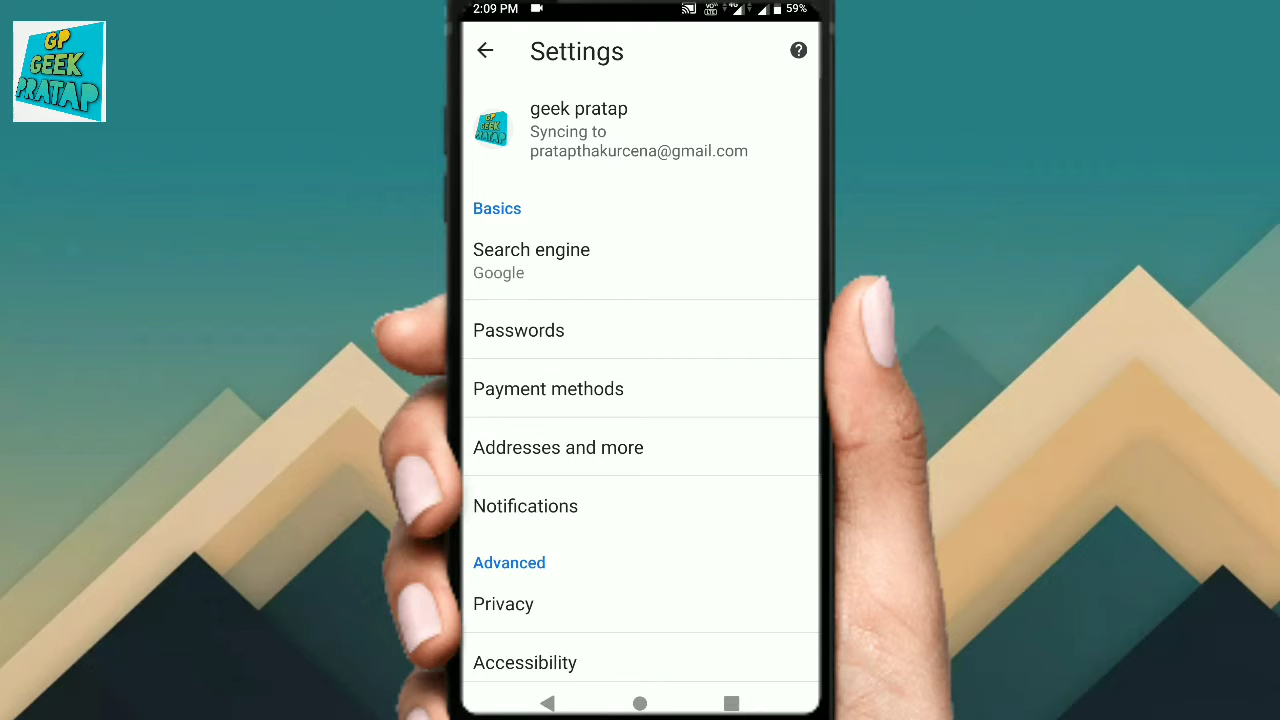 GP
GEEK
PRATAP
2:09 PM
59%
Settings
geek pratap
Syncing to
pratapthakurcena@gmail.com
Basics
Search engine
Google
Passwords
Payment methods
Addresses and more
Notifications
Advanced
Privacy
Accessibility